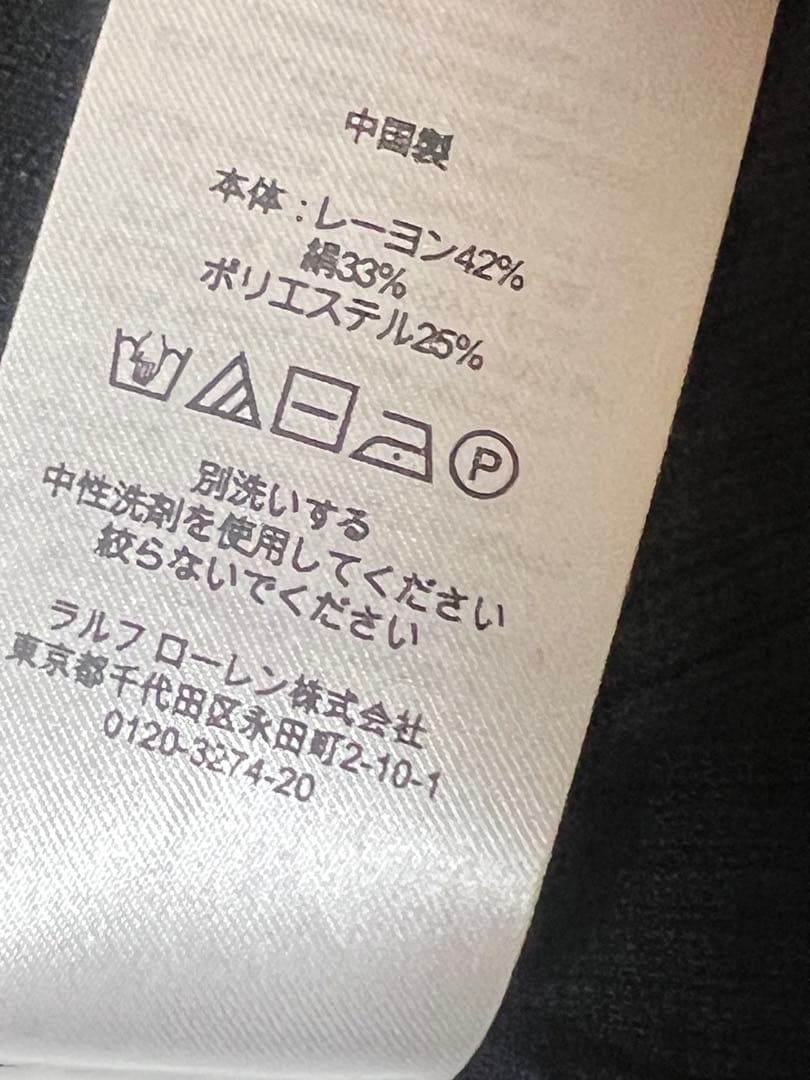 中国製
本体：レーヨン42%
絹33%
ポリエステル25%
P
別洗いする
中性洗剤を使用してください
絞らないでください
ラルフ ローレン株式会社
東京都千代田区永田町2-10-1
0120-3274-20